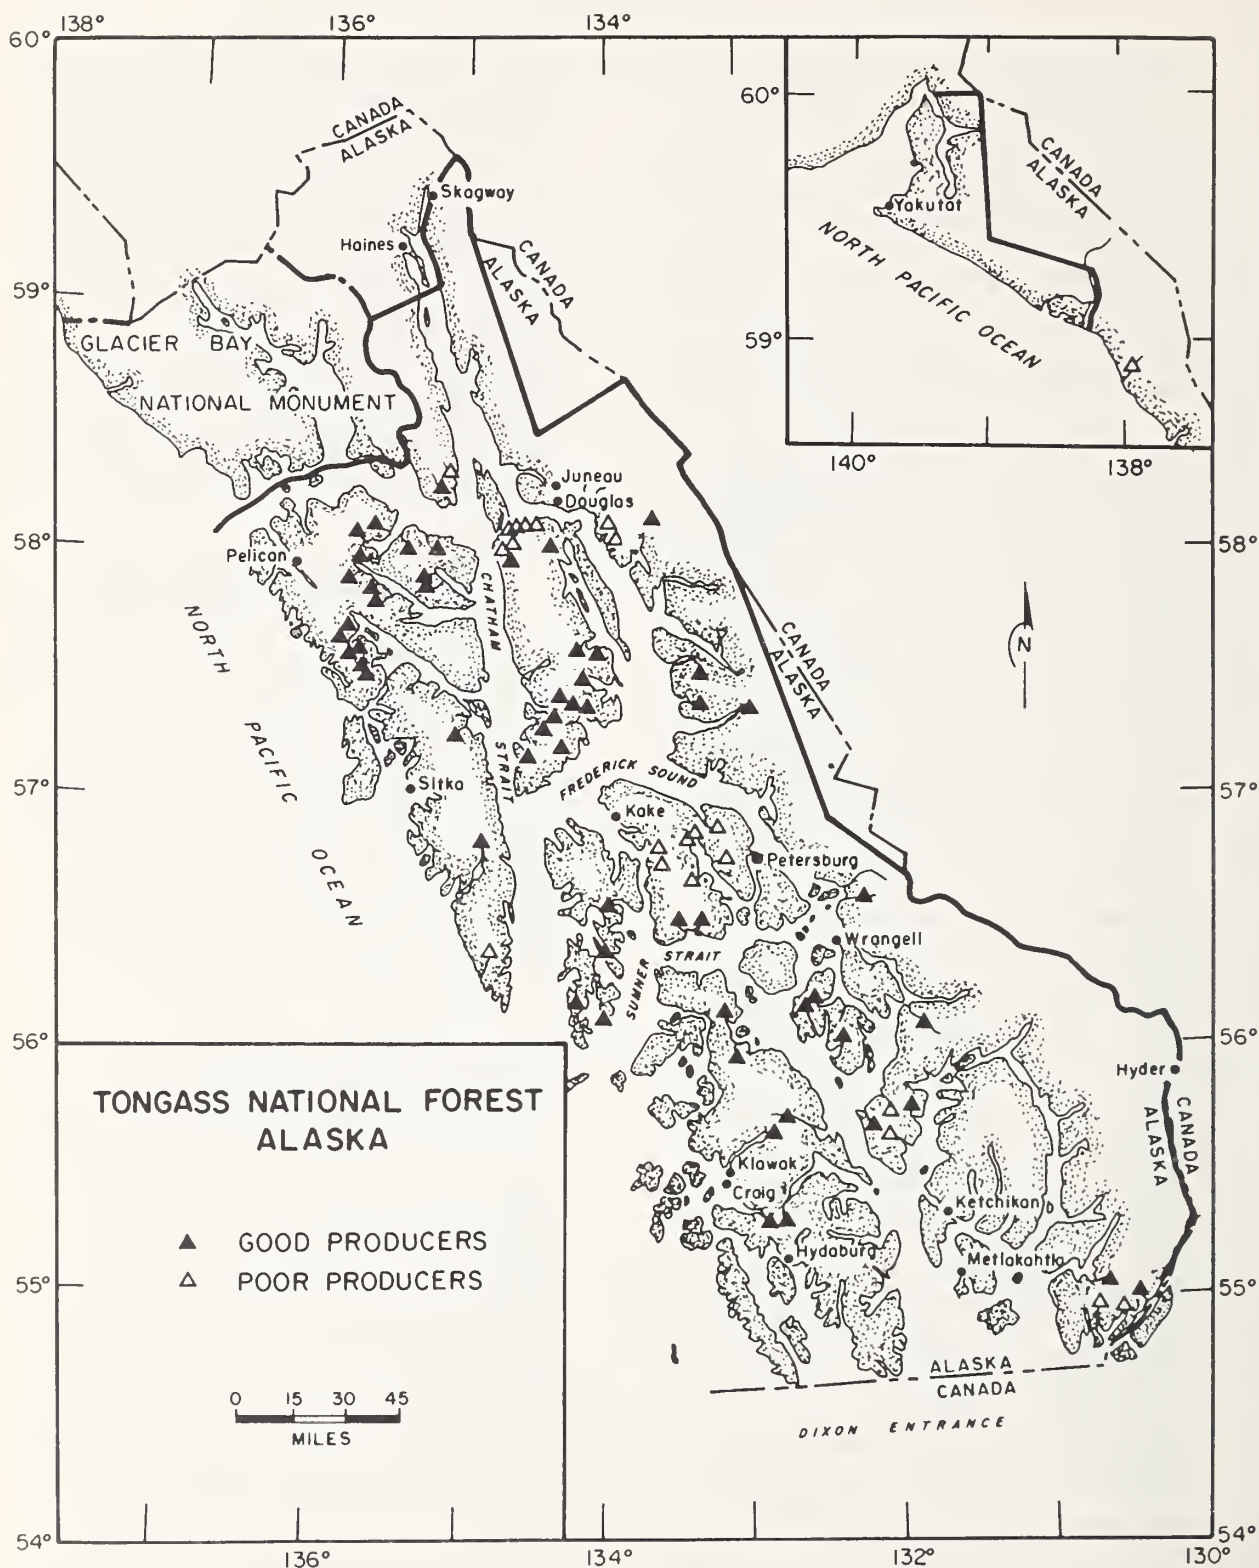 138°
136°
134°
60°
59°
58°
57°
56°
55°
54°
CANADA
ALASKA
Skagway
Haines
CANADA
ALASKA
GLACIER BAY
NATIONAL MONUMENT
Juneau
Douglas
Pelican
CHATHAM
STRAIT
NORTH
PACIFIC
OCEAN
Sitka
FREDERICK SOUND
Kake
Petersburg
Wrangell
SUMNER
STRAIT
CANADA
ALASKA
N
Hyder
CANADA
ALASKA
Klawak
Craig
Ketchikan
Hydaburg
Metlakahtla
ALASKA
CANADA
DIXON ENTRANCE
60°
59°
140°
138°
CANADA
ALASKA
Yakutat
NORTH PACIFIC OCEAN
58°
57°
56°
55°
54°
TONGASS NATIONAL FOREST
ALASKA
▲ GOOD PRODUCERS
△ POOR PRODUCERS
0 15 30 45
MILES
136°
134°
132°
130°